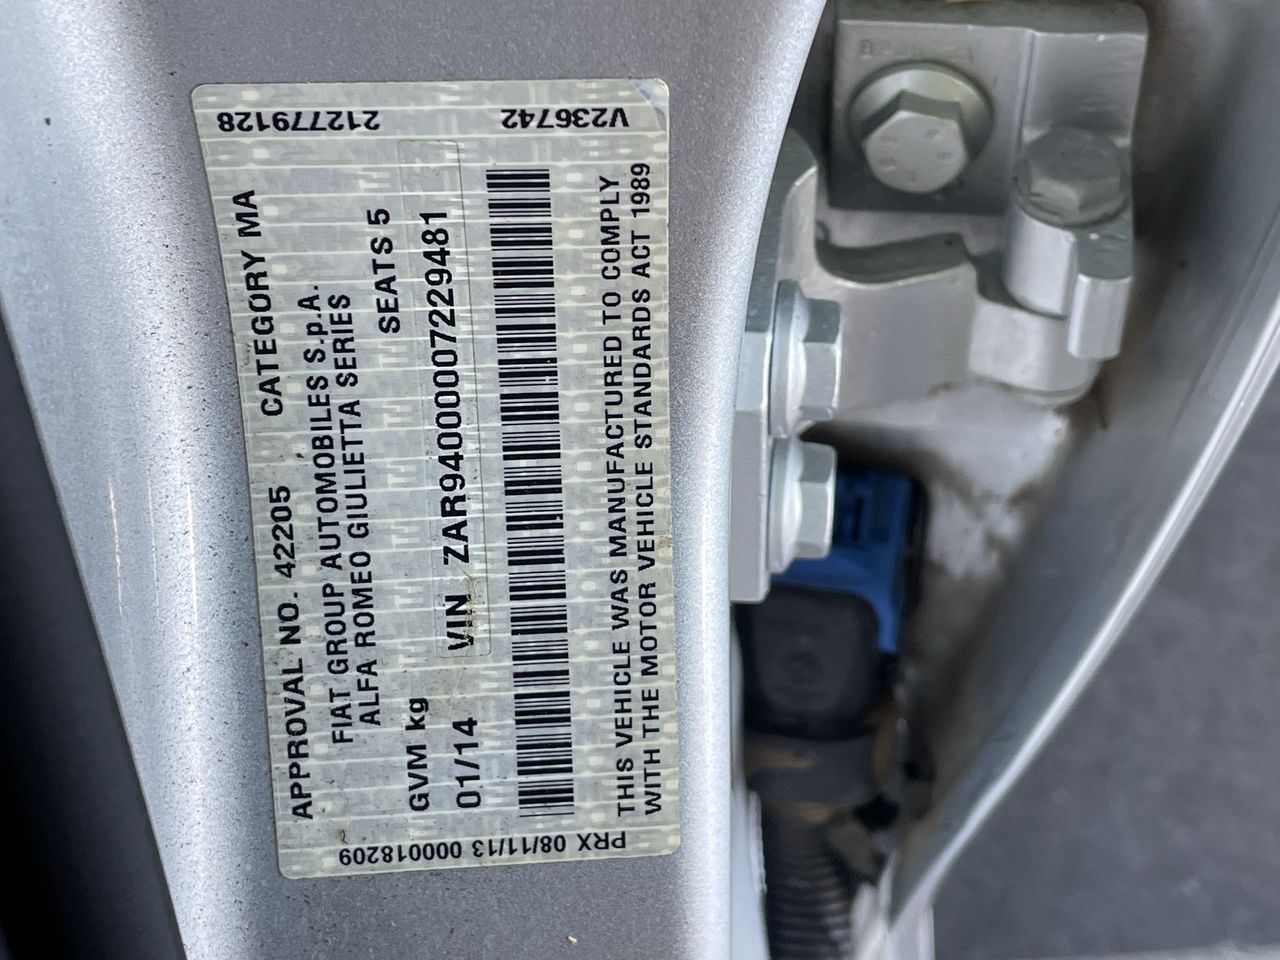 APPROVAL NO. 42205 CATEGORY MA
FIAT GROUP AUTOMOBILES S.p.A.
ALFA ROMEO GIULIETTA SERIES
SEATS 5
GVM kg
01/14 VIN ZAR94000007229481
THIS VEHICLE WAS MANUFACTURED TO COMPLY
WITH THE MOTOR VEHICLE STANDARDS ACT 1989
212779128 V236742
PRX 08/11/13 000018209